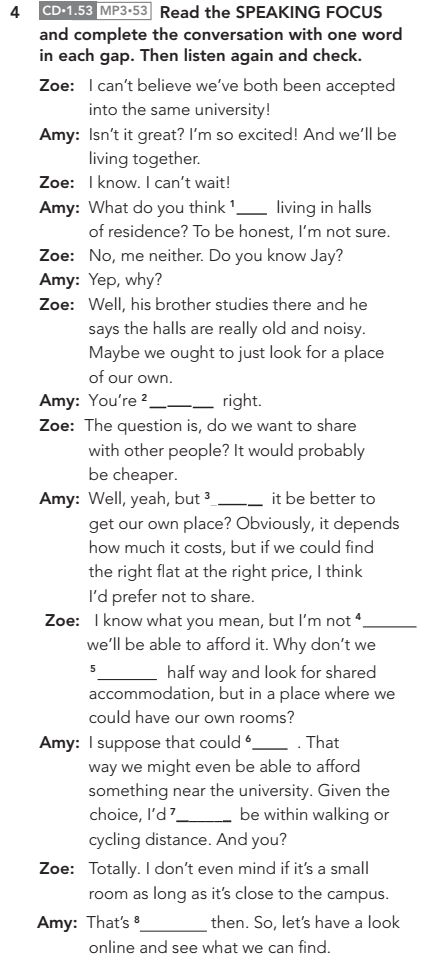 4 CD•1.53 MP3•53 Read the SPEAKING FOCUS
and complete the conversation with one word
in each gap. Then listen again and check.
Zoe: I can't believe we've both been accepted
into the same university!
Amy: Isn't it great? I'm so excited! And we'll be
living together.
Zoe: I know. I can't wait!
Amy: What do you think ¹____ living in halls
of residence? To be honest, I'm not sure.
Zoe: No, me neither. Do you know Jay?
Amy: Yep, why?
Zoe: Well, his brother studies there and he
says the halls are really old and noisy.
Maybe we ought to just look for a place
of our own.
Amy: You're ²________ right.
Zoe: The question is, do we want to share
with other people? It would probably
be cheaper.
Amy: Well, yeah, but ³______ it be better to
get our own place? Obviously, it depends
how much it costs, but if we could find
the right flat at the right price, I think
I'd prefer not to share.
Zoe: I know what you mean, but I'm not ⁴______
we'll be able to afford it. Why don't we
⁵_______ half way and look for shared
accommodation, but in a place where we
could have our own rooms?
Amy: I suppose that could ⁶____ . That
way we might even be able to afford
something near the university. Given the
choice, I'd ⁷______ be within walking or
cycling distance. And you?
Zoe: Totally. I don't even mind if it's a small
room as long as it's close to the campus.
Amy: That's ⁸________ then. So, let's have a look
online and see what we can find.